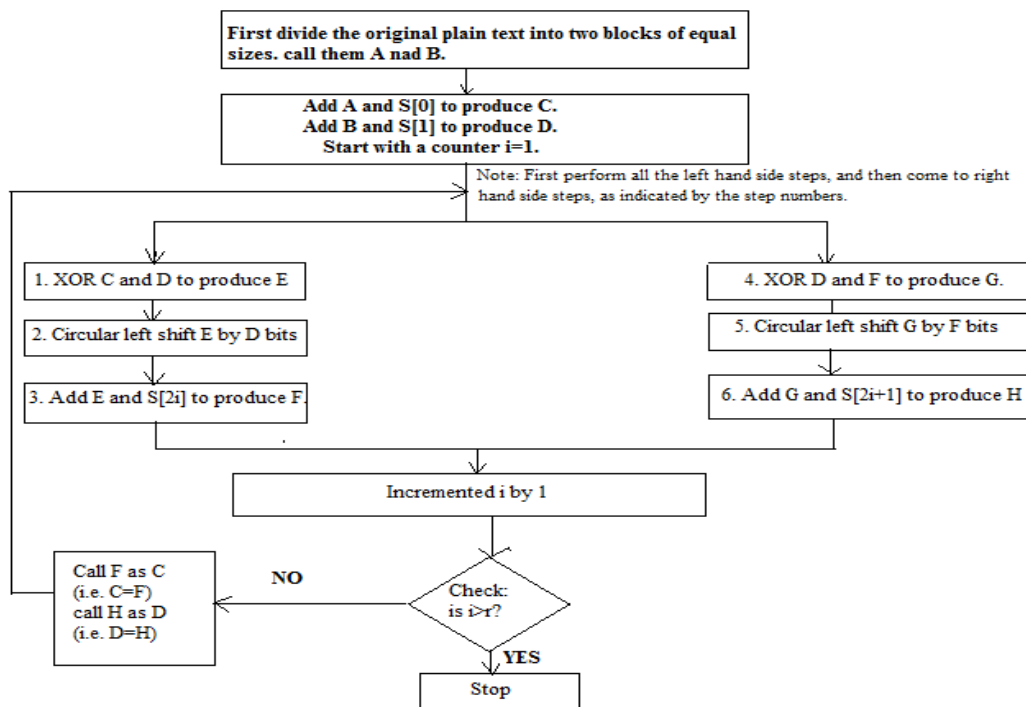 First divide the original plain text into two blocks of equal
sizes. call them A nad B.
Add A and S[0] to produce C.
Add B and S[1] to produce D.
Start with a counter i=1.
Note: First perform all the left hand side steps, and then come to right
hand side steps, as indicated by the step numbers.
1. XOR C and D to produce E
2. Circular left shift E by D bits
3. Add E and S[2i] to produce F.
4. XOR D and F to produce G.
5. Circular left shift G by F bits
6. Add G and S[2i+1] to produce H
Incremented i by 1
Check:
is i>r?
NO
Call F as C
(i.e. C=F)
call H as D
(i.e. D=H)
YES
Stop